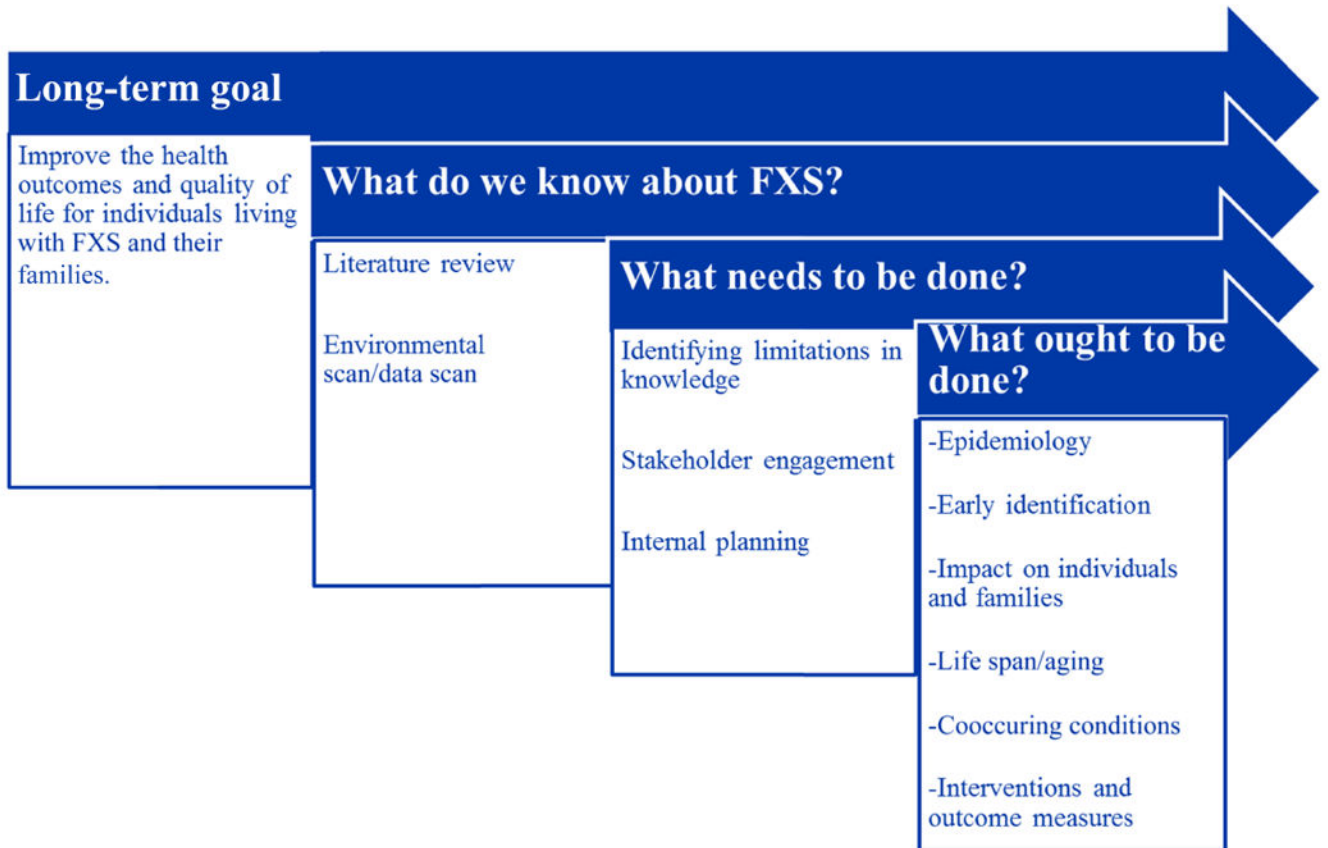 Long-term goal
Improve the health
outcomes and quality of
life for individuals living
with FXS and their
families.
What do we know about FXS?
Literature review
Environmental
scan/data scan
What needs to be done?
Identifying limitations in
knowledge
Stakeholder engagement
Internal planning
What ought to be
done?
-Epidemiology
-Early identification
-Impact on individuals
and families
-Life span/aging
-Cooccuring conditions
-Interventions and
outcome measures